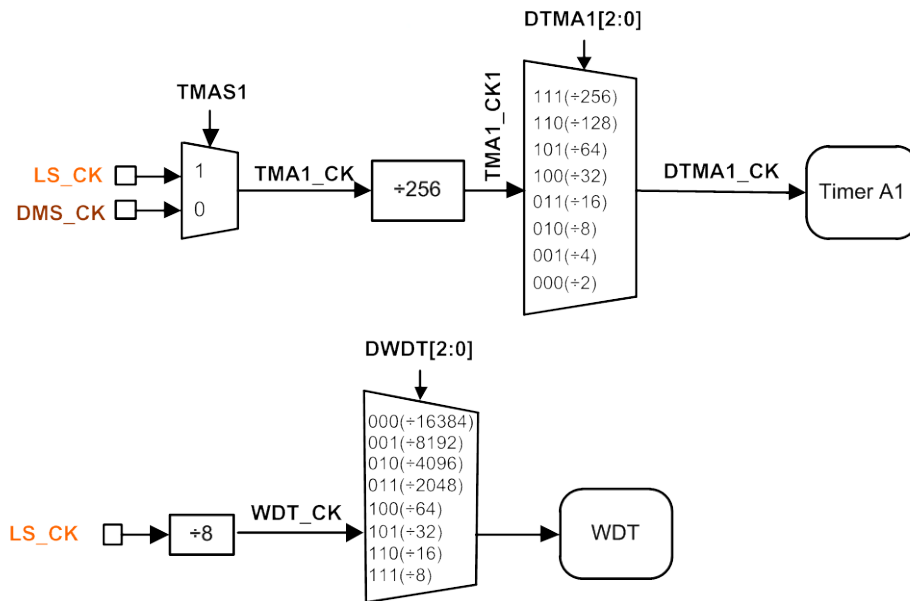 DTMA1[2:0]
TMAS1
TMA1_CK1
111(÷256)
110(÷128)
101(÷64)
100(÷32)
011(÷16)
010(÷8)
001(÷4)
000(÷2)
LS_CK
1
TMA1_CK
÷256
DTMA1_CK
Timer A1
DMS_CK
0
DWDT[2:0]
000(÷16384)
001(÷8192)
010(÷4096)
011(÷2048)
100(÷64)
101(÷32)
110(÷16)
111(÷8)
LS_CK
÷8
WDT_CK
WDT